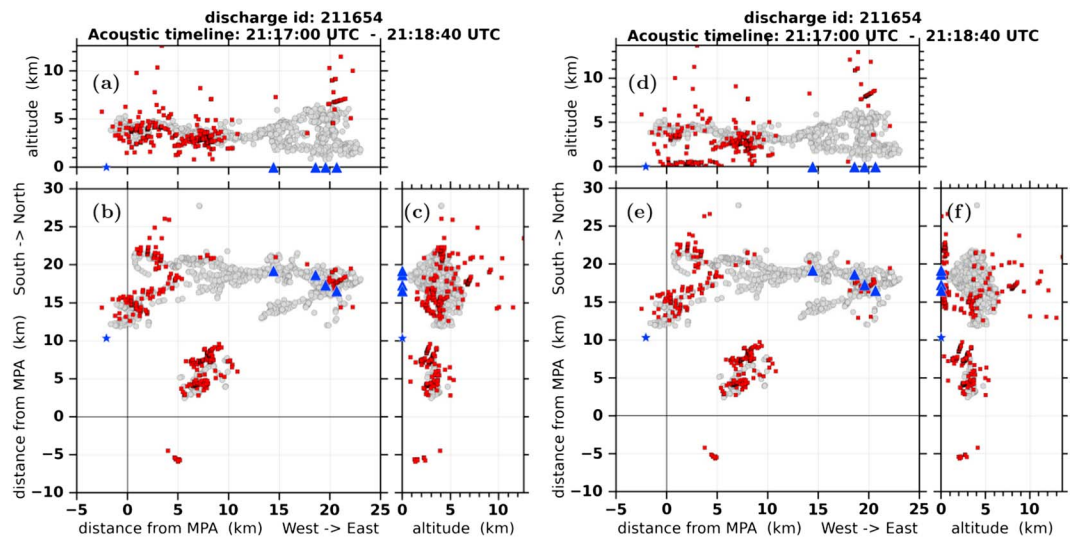 discharge id: 211654
Acoustic timeline: 21:17:00 UTC - 21:18:40 UTC
altitude (km)
10
5
0
(a)
30
25
20
15
10
5
0
−5
−10
distance from MPA (km) South -> North
(b)
(c)
−5 0 5 10 15 20 25
0 5 10
distance from MPA (km) West -> East
altitude (km)
discharge id: 211654
Acoustic timeline: 21:17:00 UTC - 21:18:40 UTC
altitude (km)
10
5
0
(d)
30
25
20
15
10
5
0
−5
−10
distance from MPA (km) South -> North
(e)
(f)
−5 0 5 10 15 20 25
0 5 10
distance from MPA (km) West -> East
altitude (km)